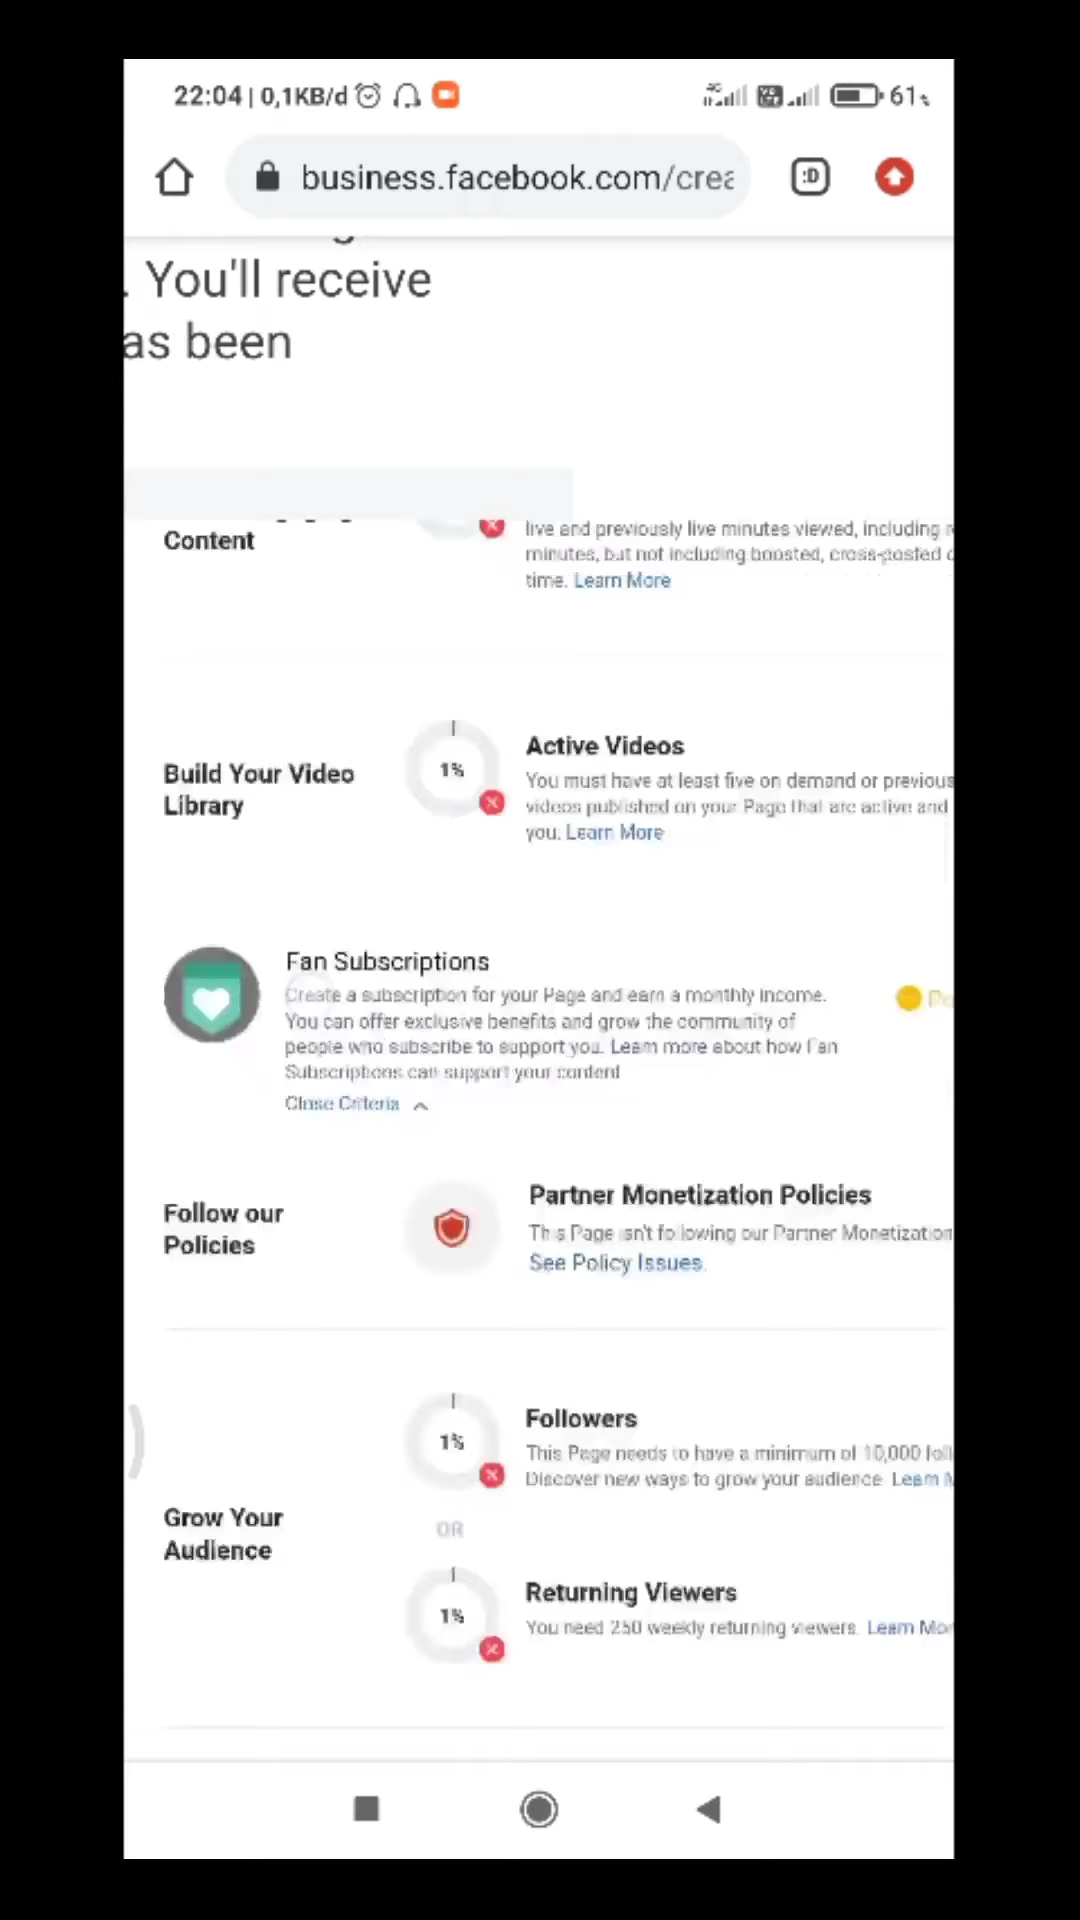 22:04 | 0,1KB/d
4G
61%
business.facebook.com/crea
:D
. You'll receive
as been
Content
live and previously live minutes viewed, including
minutes, but not including boosted, cross-posted
time. Learn More
Build Your Video
Library
1%
Active Videos
You must have at least five on demand or previous
videos published on your Page that are active and
you. Learn More
Fan Subscriptions
Create a subscription for your Page and earn a monthly income.
You can offer exclusive benefits and grow the community of
people who subscribe to support you. Learn more about how Fan
Subscriptions can support your content
Close Criteria
Follow our
Policies
Partner Monetization Policies
This Page isn't following our Partner Monetization
See Policy Issues.
Grow Your
Audience
1%
Followers
This Page needs to have a minimum of 10,000 foll
Discover new ways to grow your audience. Learn M
OR
1%
Returning Viewers
You need 250 weekly returning viewers. Learn Mor